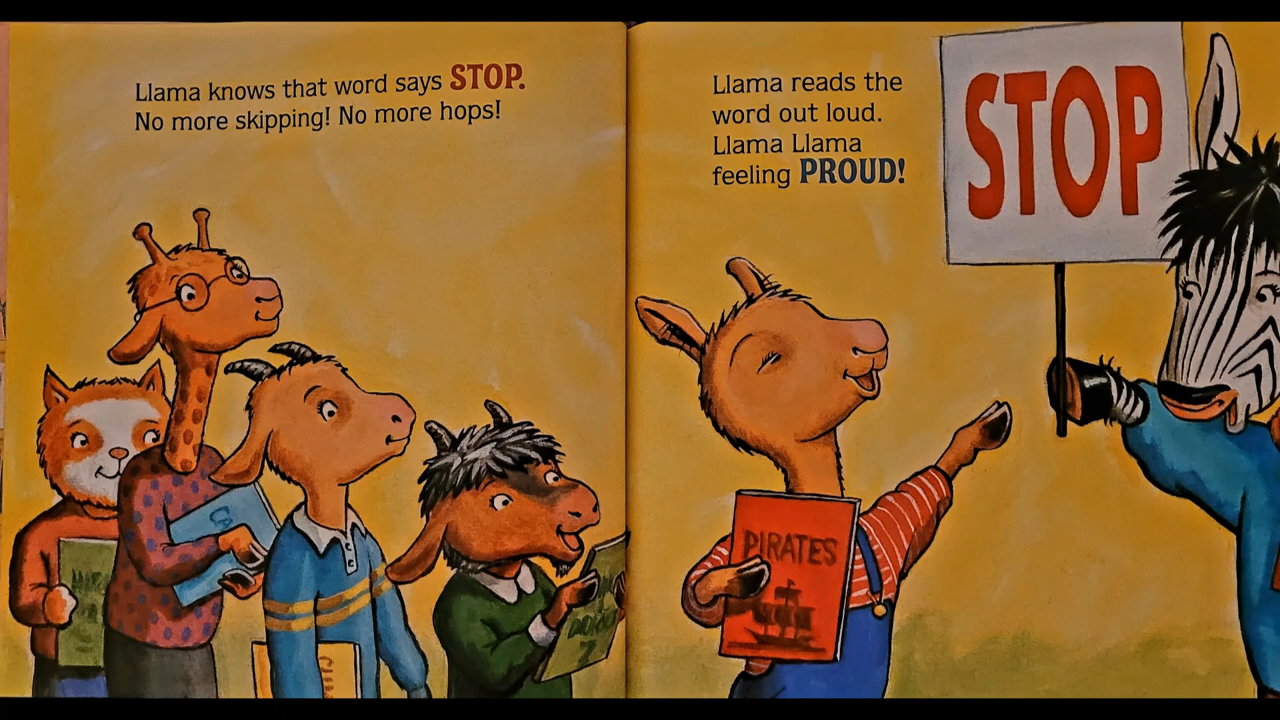 Llama knows that word says STOP.
No more skipping! No more hops!
Llama reads the
word out loud.
Llama Llama
feeling PROUD!
STOP
PIRATES